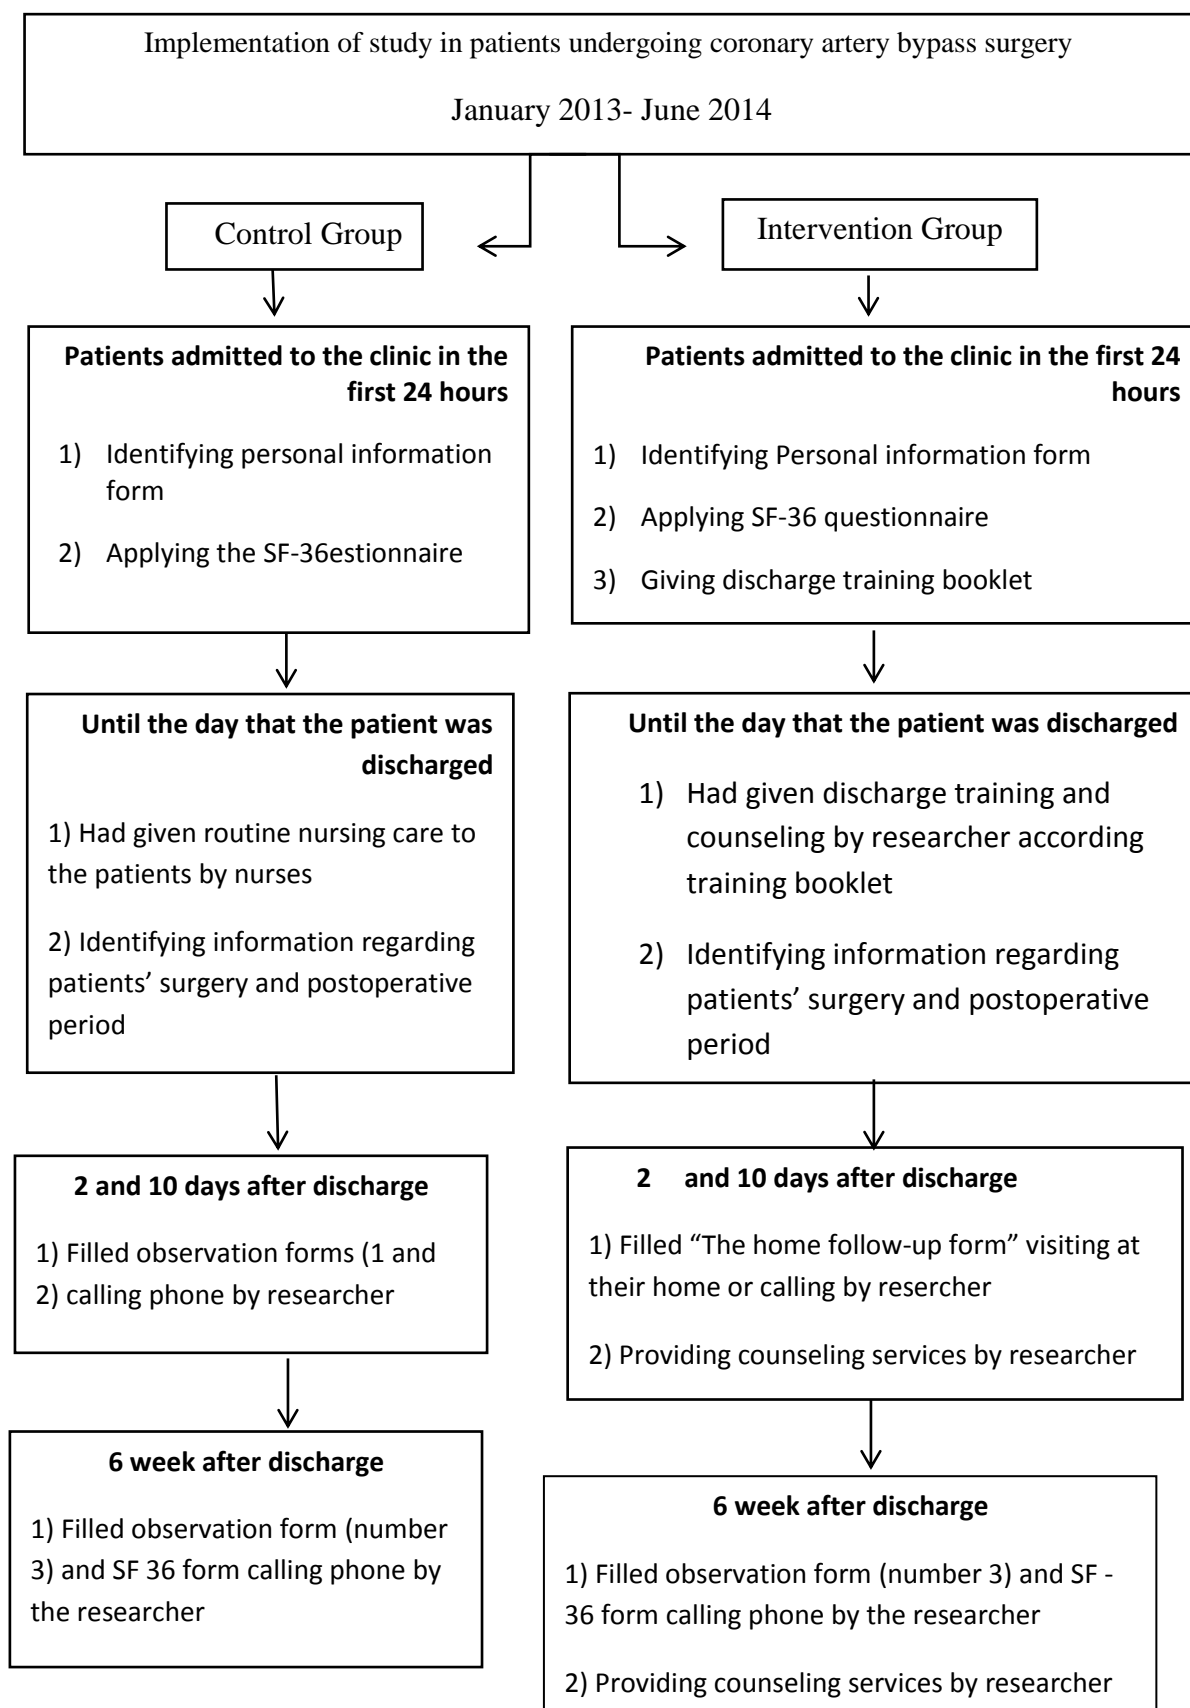 Implementation of study in patients undergoing coronary artery bypass surgery
January 2013- June 2014
Control Group
Intervention Group
Patients admitted to the clinic in the
first 24 hours
1) Identifying personal information
form
2) Applying the SF-36estionnaire
Patients admitted to the clinic in the first 24
hours
1) Identifying Personal information form
2) Applying SF-36 questionnaire
3) Giving discharge training booklet
Until the day that the patient was
discharged
1) Had given routine nursing care to
the patients by nurses
2) Identifying information regarding
patients’ surgery and postoperative
period
Until the day that the patient was discharged
1) Had given discharge training and
counseling by researcher according
training booklet
2) Identifying information regarding
patients’ surgery and postoperative
period
2 and 10 days after discharge
1) Filled observation forms (1 and
2) calling phone by researcher
2 and 10 days after discharge
1) Filled “The home follow-up form” visiting at
their home or calling by resercher
2) Providing counseling services by researcher
6 week after discharge
1) Filled observation form (number
3) and SF 36 form calling phone by
the researcher
6 week after discharge
1) Filled observation form (number 3) and SF -
36 form calling phone by the researcher
2) Providing counseling services by researcher